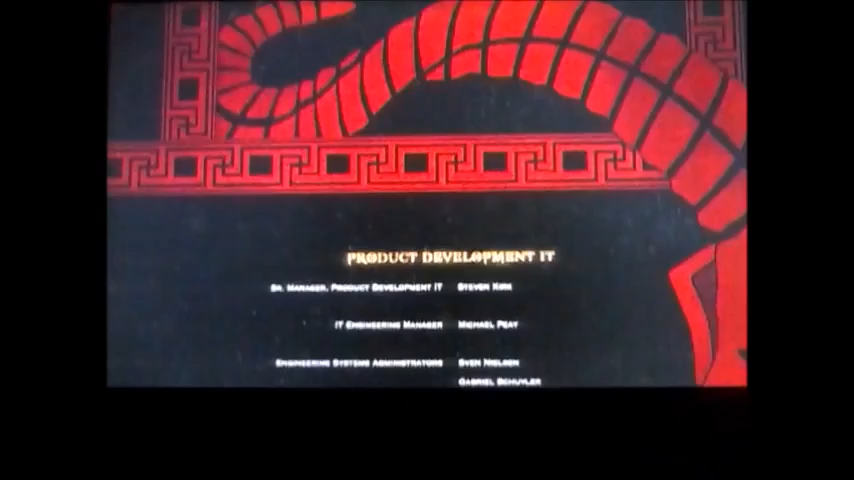 PRODUCT DEVELOPMENT IT
SR. MANAGER, PRODUCT DEVELOPMENT IT STEVEN KIRK
IT ENGINEERING MANAGER MICHAEL PEAY
ENGINEERING SYSTEMS ADMINISTRATORS SVEN NIELSEN
GABRIEL SCHUYLER